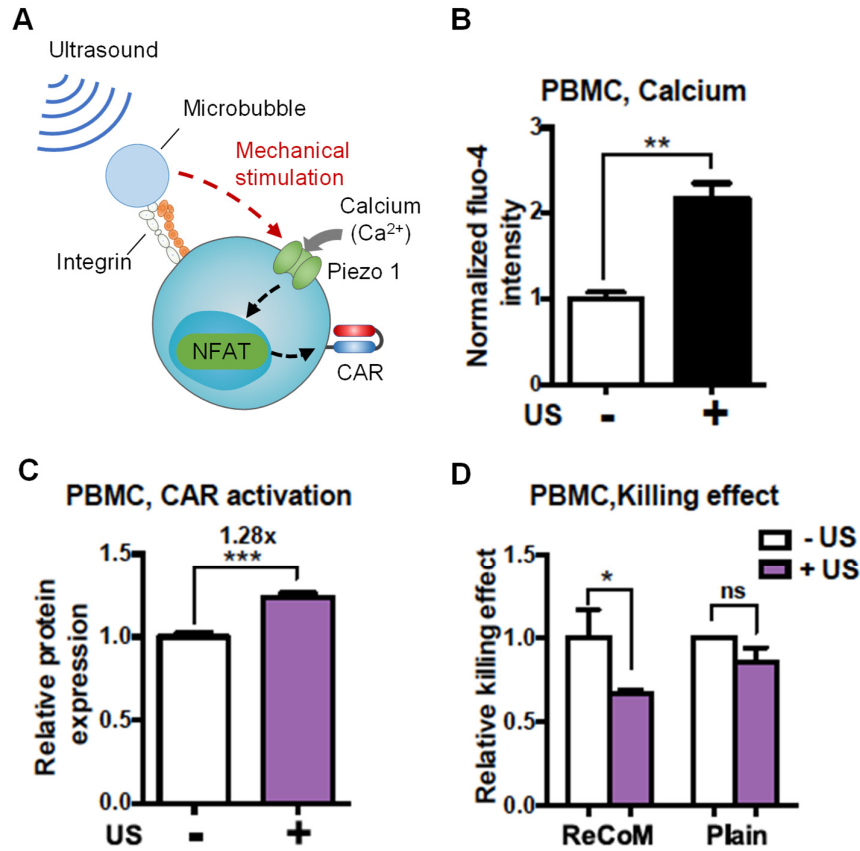 A
Ultrasound
Microbubble
Mechanical
stimulation
Calcium
(Ca²⁺)
Integrin
Piezo 1
NFAT
CAR
B
PBMC, Calcium
Normalized fluo-4
intensity
3
2
1
0
**
US - +
C
PBMC, CAR activation
1.28x
***
Relative protein
expression
1.5
1.0
0.5
0.0
US - +
D
PBMC,Killing effect
- US
+ US
Relative killing effect
1.5
1.0
0.5
0.0
*
ns
ReCoM Plain